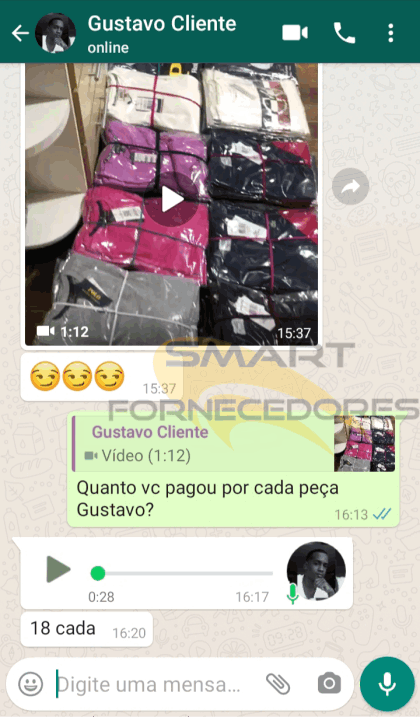 Gustavo Cliente
online
1:12
15:37
15:37
SMART
FORNECEDORES
Gustavo Cliente
Vídeo (1:12)
Quanto vc pagou por cada peça
Gustavo?
16:13
0:28
16:17
18 cada
16:20
Digite uma mensa...